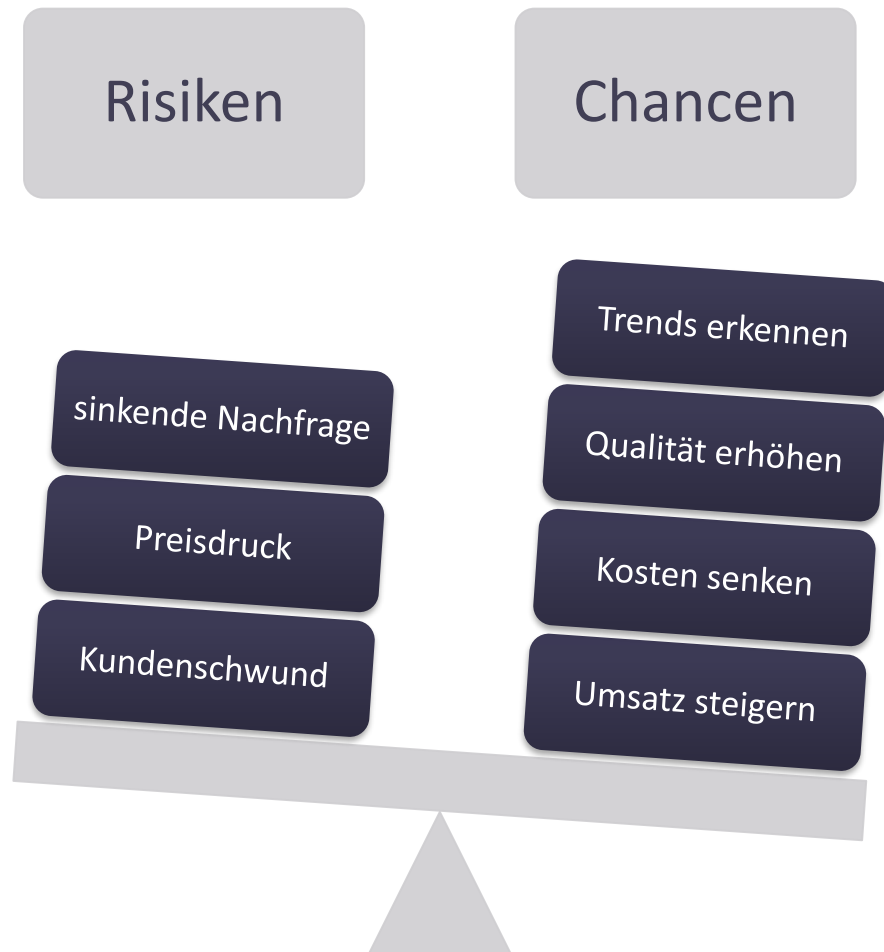 Risiken
Chancen
sinkende Nachfrage
Preisdruck
Kundenschwund
Trends erkennen
Qualität erhöhen
Kosten senken
Umsatz steigern